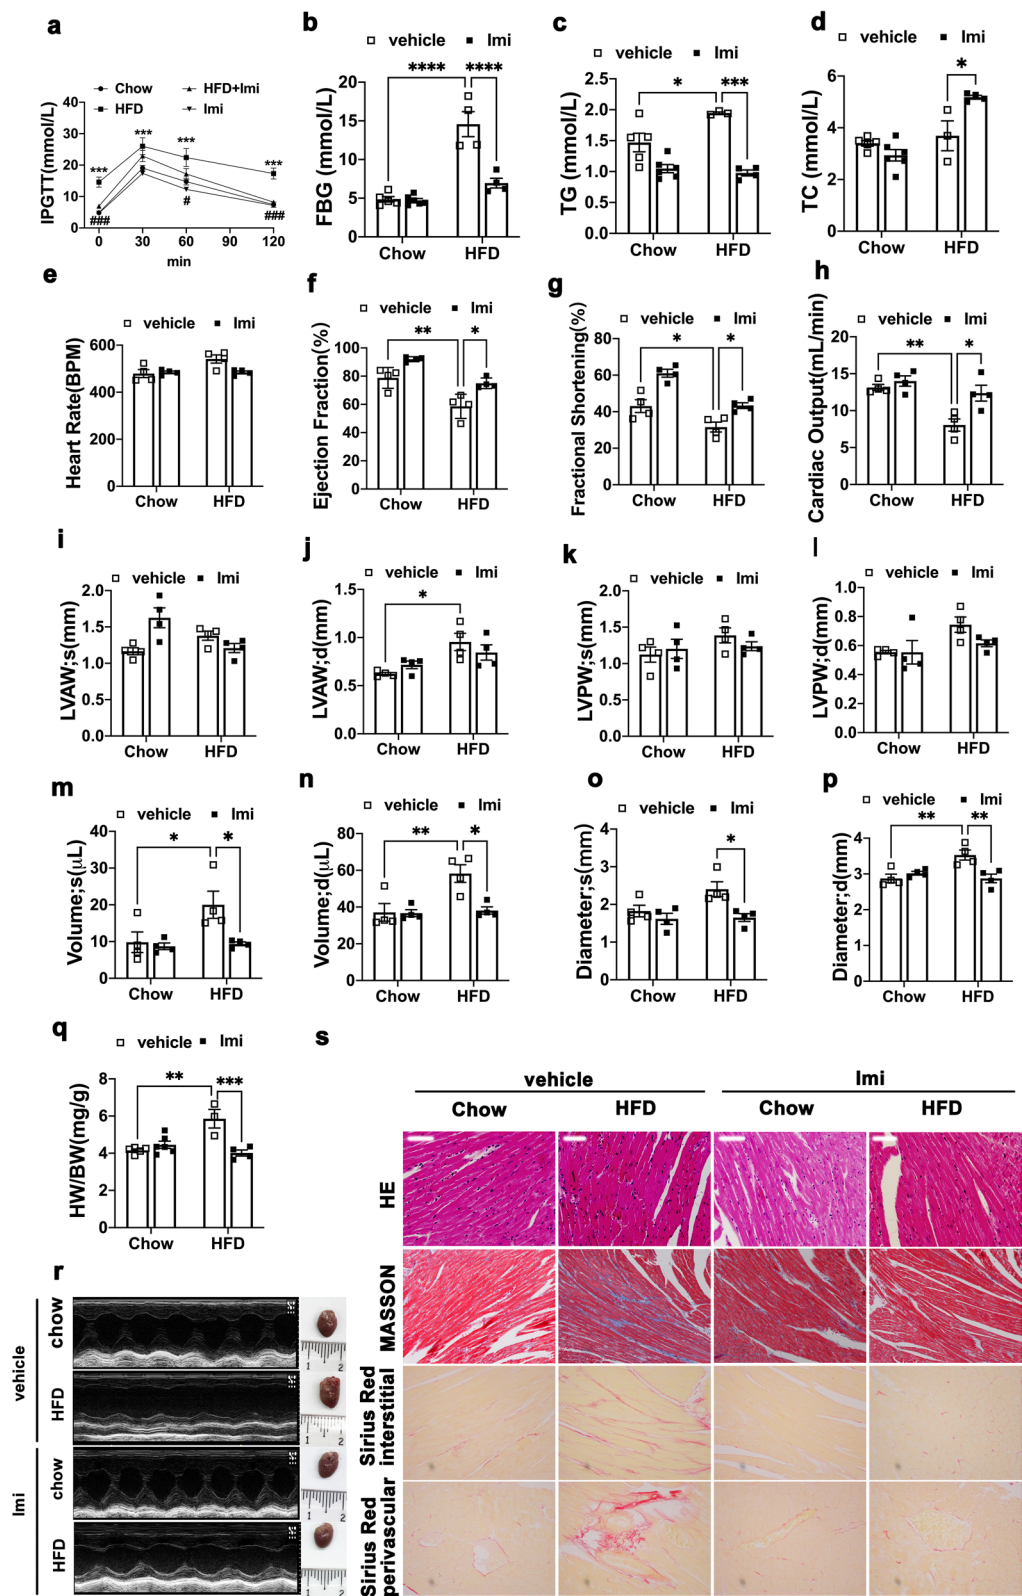 a
Chow
HFD+Imi
HFD
Imi
IPGTT(mmol/L)
40
30
20
10
0
***
***
***
***
###
#
###
0
30
60
90
120
min
b
vehicle
Imi
****
****
FBG (mmol/L)
20
15
10
5
0
Chow
HFD
c
vehicle
Imi
*
***
TG (mmol/L)
2.5
2.0
1.5
1.0
0.5
0.0
Chow
HFD
d
vehicle
Imi
*
TC (mmol/L)
6
4
2
0
Chow
HFD
e
vehicle
Imi
Heart Rate(BPM)
600
400
200
0
Chow
HFD
f
vehicle
Imi
**
*
Ejection Fraction(%)
100
80
60
40
20
0
Chow
HFD
g
vehicle
Imi
*
*
Fractional Shortening(%)
80
60
40
20
0
Chow
HFD
h
vehicle
Imi
**
*
Cardiac Output(mL/min)
20
15
10
5
0
Chow
HFD
i
vehicle
Imi
LVAW;s(mm)
2.0
1.5
1.0
0.5
0.0
Chow
HFD
j
vehicle
Imi
*
LVAW;d(mm)
1.5
1.0
0.5
0.0
Chow
HFD
k
vehicle
Imi
LVPW;s(mm)
2.0
1.5
1.0
0.5
0.0
Chow
HFD
l
vehicle
Imi
LVPW;d(mm)
1.0
0.8
0.6
0.4
0.2
0.0
Chow
HFD
m
vehicle
Imi
*
*
Volume;s(μL)
40
30
20
10
0
Chow
HFD
n
vehicle
Imi
**
*
Volume;d(μL)
80
60
40
20
0
Chow
HFD
o
vehicle
Imi
*
Diameter;s(mm)
4
3
2
1
0
Chow
HFD
p
vehicle
Imi
**
**
Diameter;d(mm)
4
3
2
1
0
Chow
HFD
q
vehicle
Imi
**
***
HW/BW(mg/g)
8
6
4
2
0
Chow
HFD
r
vehicle
chow
HFD
Imi
chow
HFD
1
2
1
2
1
2
1
2
s
vehicle
Imi
Chow
HFD
Chow
HFD
HE
MASSON
Sirius Red
interstitial
Sirius Red
perivascular